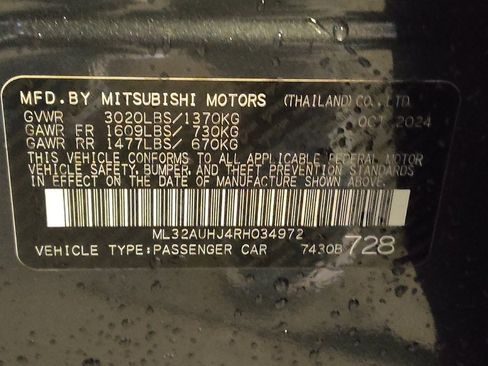 MFD.BY MITSUBISHI MOTORS (THAILAND) CO., LTD.
GVWR 3020LBS/1370KG OCT.2024
GAWR FR 1609LBS/ 730KG
GAWR RR 1477LBS/ 670KG
THIS VEHICLE CONFORMS TO ALL APPLICABLE FEDERAL MOTOR
VEHICLE SAFETY, BUMPER, AND THEFT PREVENTION STANDARDS
IN EFFECT ON THE DATE OF MANUFACTURE SHOWN ABOVE.
ML32AUHJ4RH034972
VEHICLE TYPE:PASSENGER CAR 7430B 728